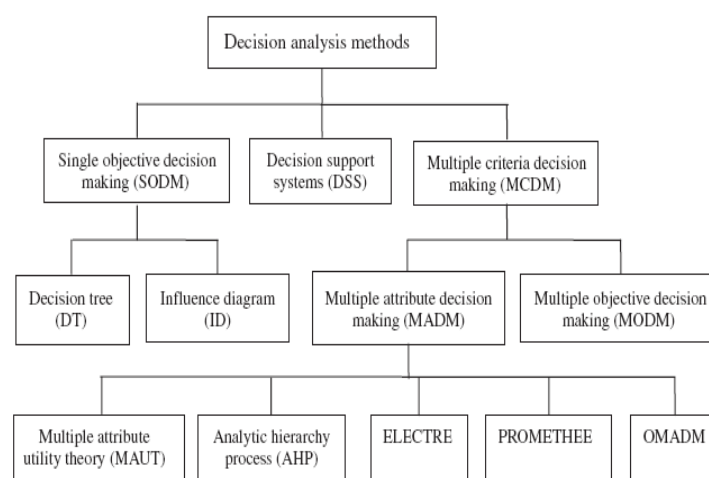 Decision analysis methods
Single objective decision
making (SODM)
Decision support
systems (DSS)
Multiple criteria decision
making (MCDM)
Decision tree
(DT)
Influence diagram
(ID)
Multiple attribute decision
making (MADM)
Multiple objective decision
making (MODM)
Multiple attribute
utility theory (MAUT)
Analytic hierarchy
process (AHP)
ELECTRE
PROMETHEE
OMADM